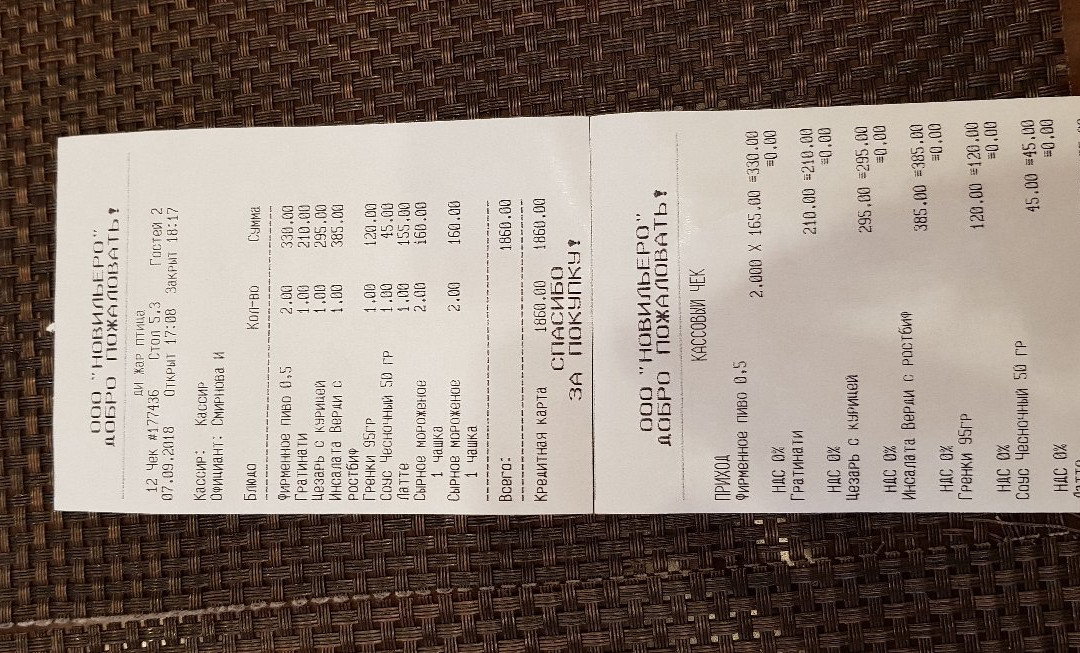 ООО "НОВИЛЬЕРО"
ДОБРО ПОЖАЛОВАТЬ!
ди Жар птица
12 Чек #177436 Стол 5.3 Гостей 2
07.09.2018 Открыт 17:08 Закрыт 18:17
Кассир: Кассир
Официант: Смирнова И
Блюдо Кол-во Сумма
Фирменное пиво 0,5 2.00 330.00
Гратинати 1.00 210.00
Цезарь с курицей 1.00 295.00
Инсалата Верди с 1.00 385.00
ростбиф
Гренки 95гр 1.00 120.00
Соус Чесночный 50 гр 1.00 45.00
Латте 1.00 155.00
Сырное мороженое 2.00 160.00
1 чашка
Сырное мороженое 2.00 160.00
1 чашка
Всего: 1860.00
Кредитная карта 1860.00 1860.00
СПАСИБО
ЗА ПОКУПКУ!
ООО "НОВИЛЬЕРО"
ДОБРО ПОЖАЛОВАТЬ!
КАССОВЫЙ ЧЕК
ПРИХОД
Фирменное пиво 0,5
2.000 X 165.00 =330.00
НДС 0% =0.00
Гратинати
210.00 =210.00
НДС 0% =0.00
Цезарь с курицей
295.00 =295.00
НДС 0% =0.00
Инсалата Верди с ростбиф
385.00 =385.00
НДС 0% =0.00
Гренки 95гр
120.00 =120.00
НДС 0% =0.00
Соус Чесночный 50 гр
45.00 =45.00
НДС 0% =0.00